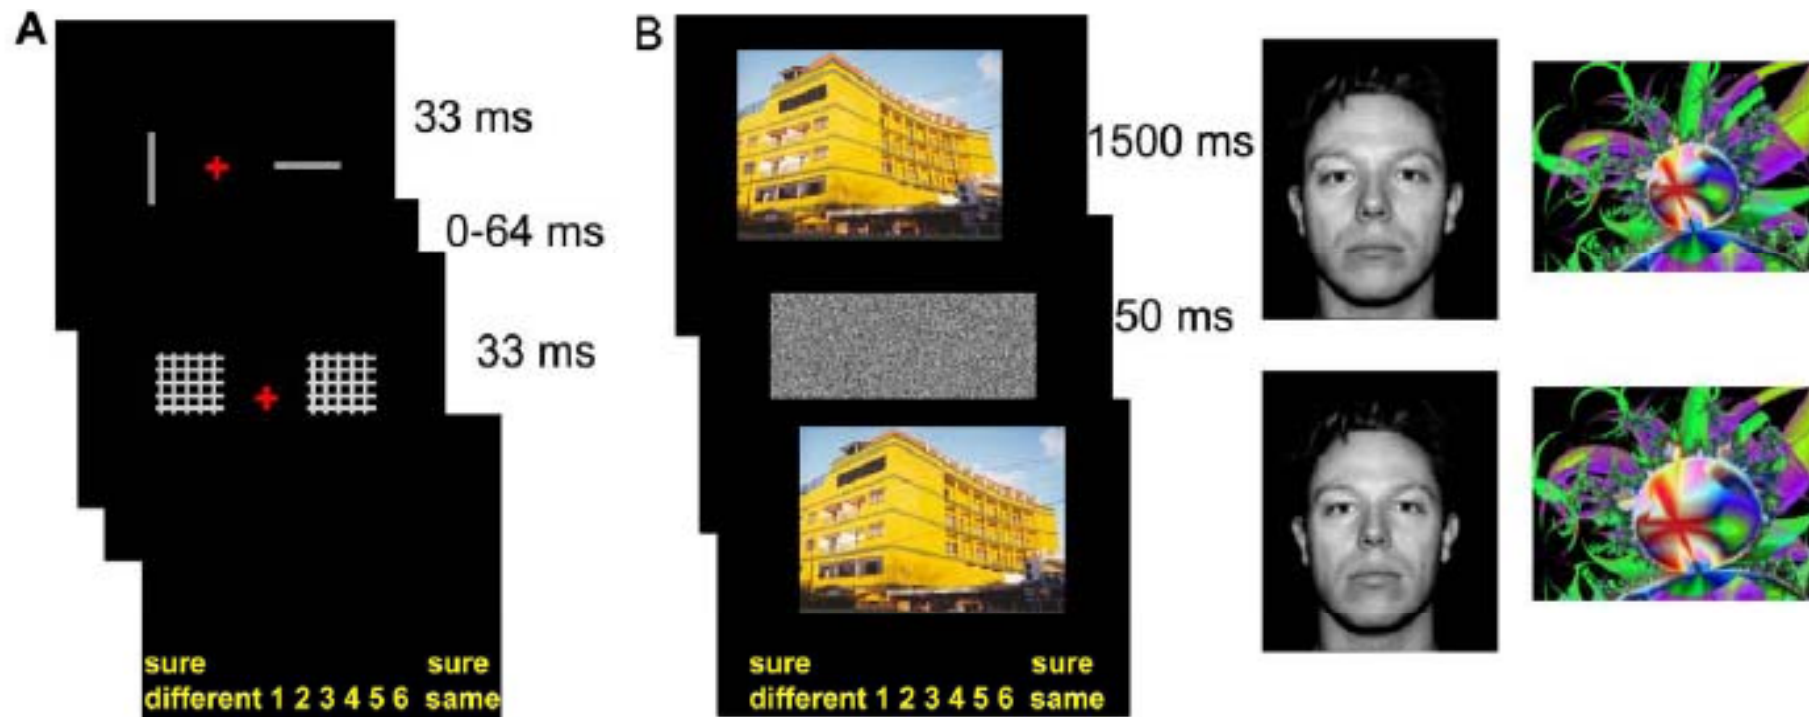 A
33 ms
0-64 ms
33 ms
sure sure
different 1 2 3 4 5 6 same
B
1500 ms
50 ms
sure sure
different 1 2 3 4 5 6 same